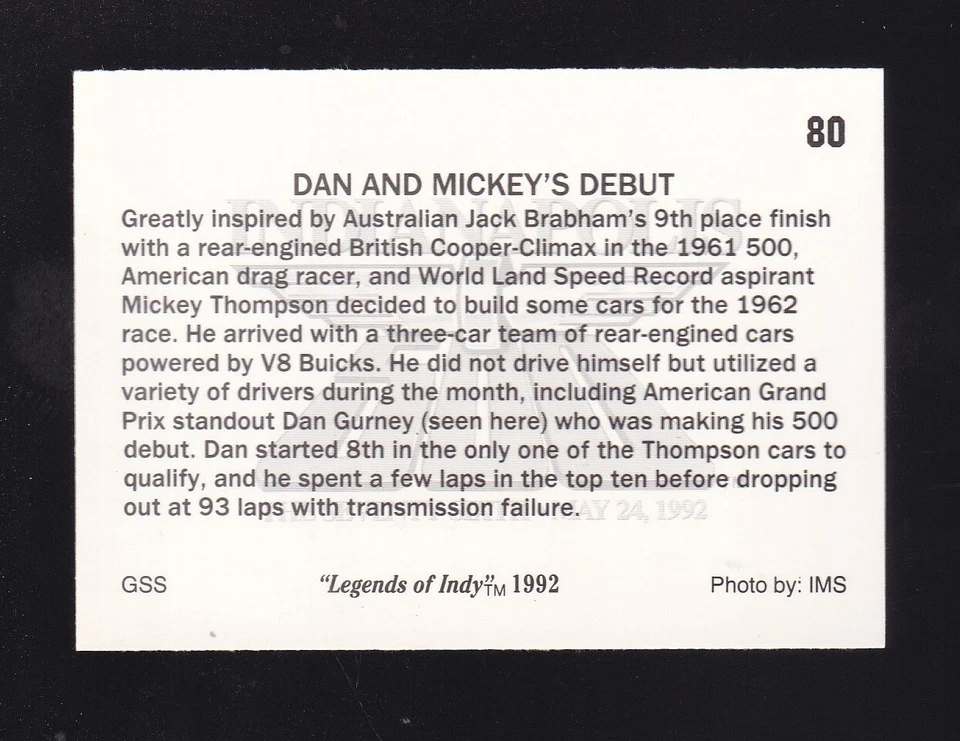 80
DAN AND MICKEY'S DEBUT
Greatly inspired by Australian Jack Brabham's 9th place finish
with a rear-engined British Cooper-Climax in the 1961 500,
American drag racer, and World Land Speed Record aspirant
Mickey Thompson decided to build some cars for the 1962
race. He arrived with a three-car team of rear-engined cars
powered by V8 Buicks. He did not drive himself but utilized a
variety of drivers during the month, including American Grand
Prix standout Dan Gurney (seen here) who was making his 500
debut. Dan started 8th in the only one of the Thompson cars to
qualify, and he spent a few laps in the top ten before dropping
out at 93 laps with transmission failure.
INDIANAPOLIS
MAY 24, 1992
GSS "Legends of Indy"TM 1992 Photo by: IMS